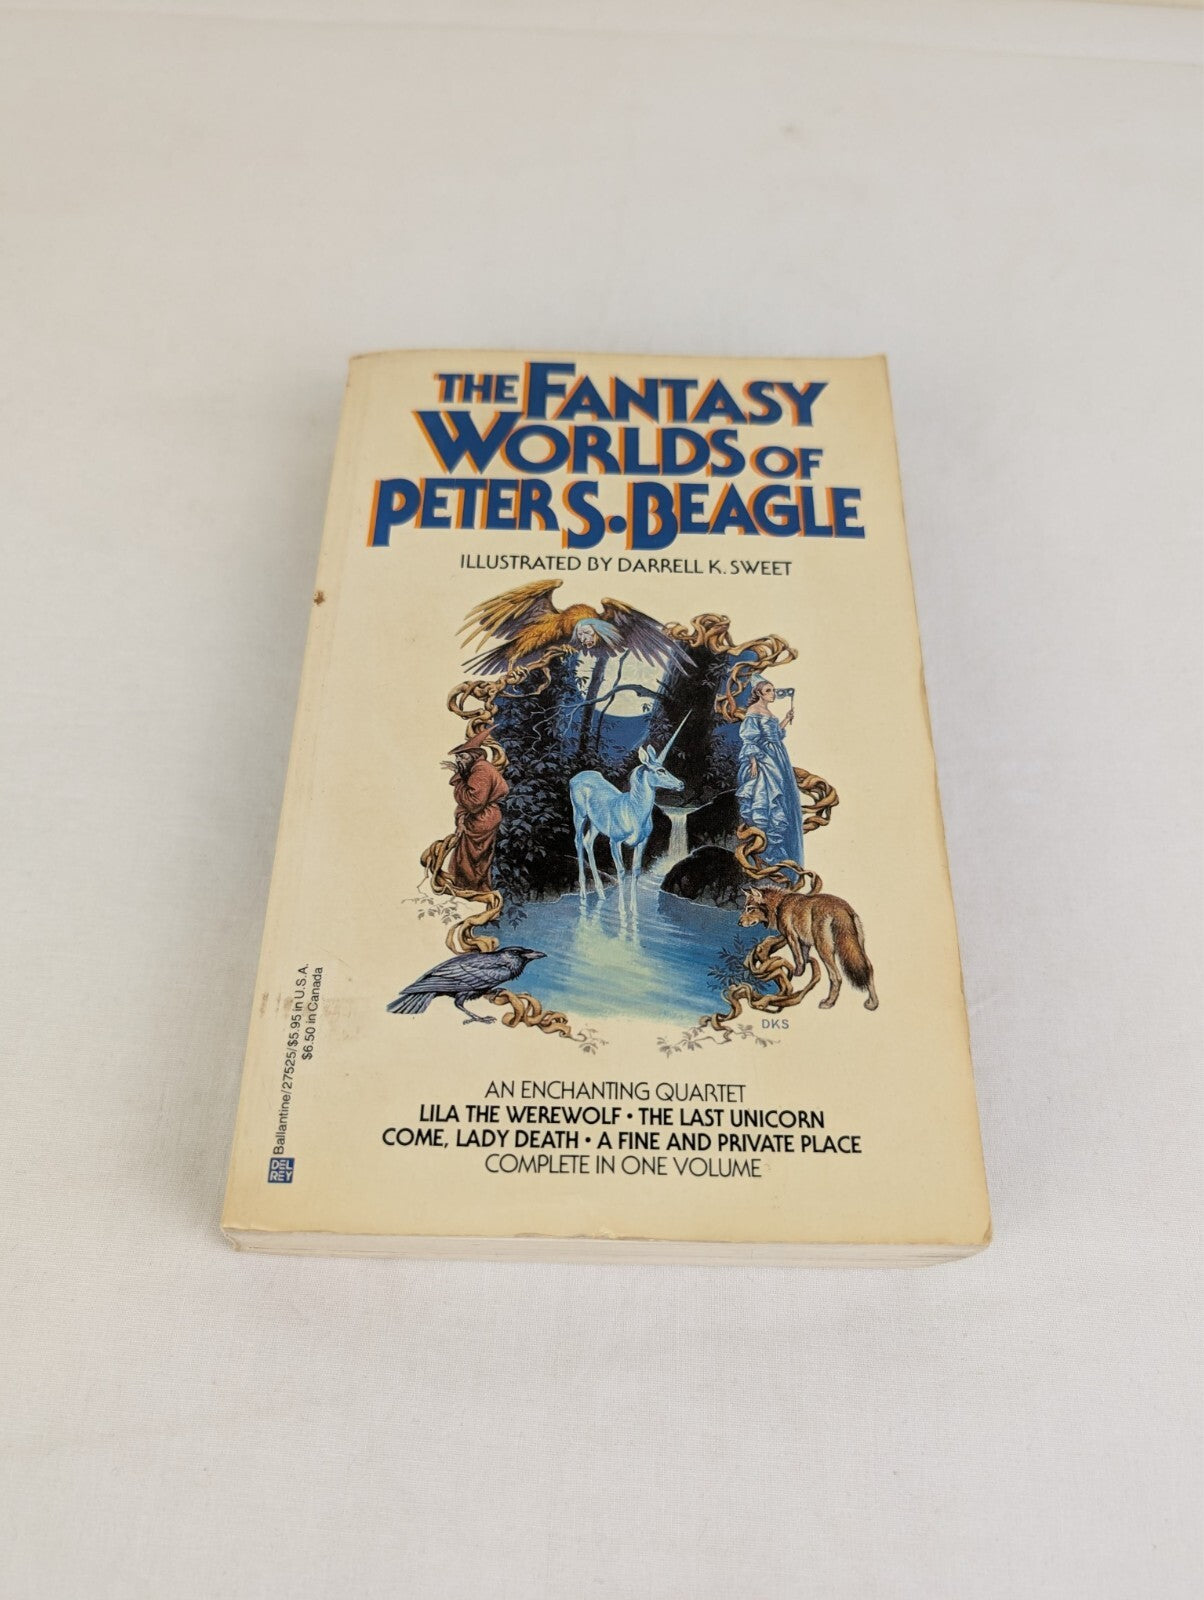 THE FANTASY
WORLDS OF
PETER S. BEAGLE
ILLUSTRATED BY DARRELL K. SWEET
DKS
AN ENCHANTING QUARTET
LILA THE WEREWOLF • THE LAST UNICORN
COME, LADY DEATH • A FINE AND PRIVATE PLACE
COMPLETE IN ONE VOLUME
DEL
REY
Ballantine/27525/$5.95 in U.S.A.
$6.50 in Canada